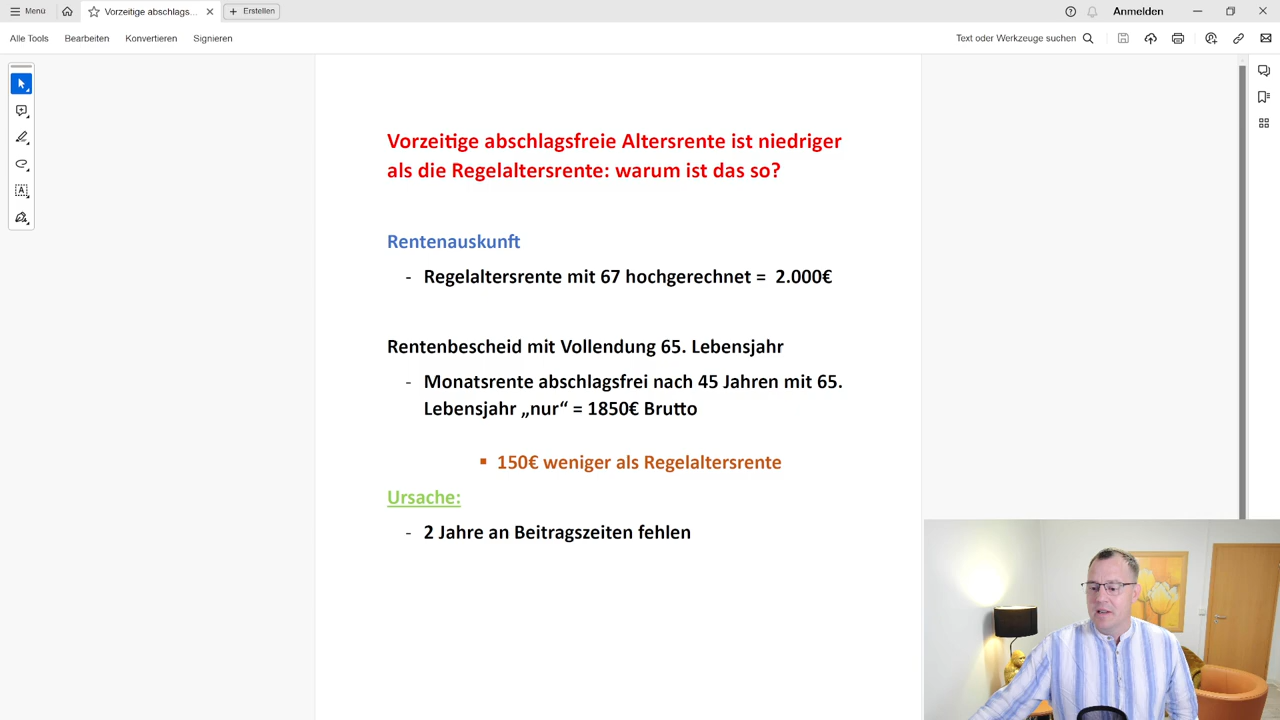 Menü
Vorzeitige abschlags...
Erstellen
Anmelden
Alle Tools
Bearbeiten
Konvertieren
Signieren
Text oder Werkzeuge suchen
Vorzeitige abschlagsfreie Altersrente ist niedriger
als die Regelaltersrente: warum ist das so?
Rentenauskunft
- Regelaltersrente mit 67 hochgerechnet = 2.000€
Rentenbescheid mit Vollendung 65. Lebensjahr
- Monatsrente abschlagsfrei nach 45 Jahren mit 65.
Lebensjahr „nur“ = 1850€ Brutto
▪ 150€ weniger als Regelaltersrente
Ursache:
- 2 Jahre an Beitragszeiten fehlen